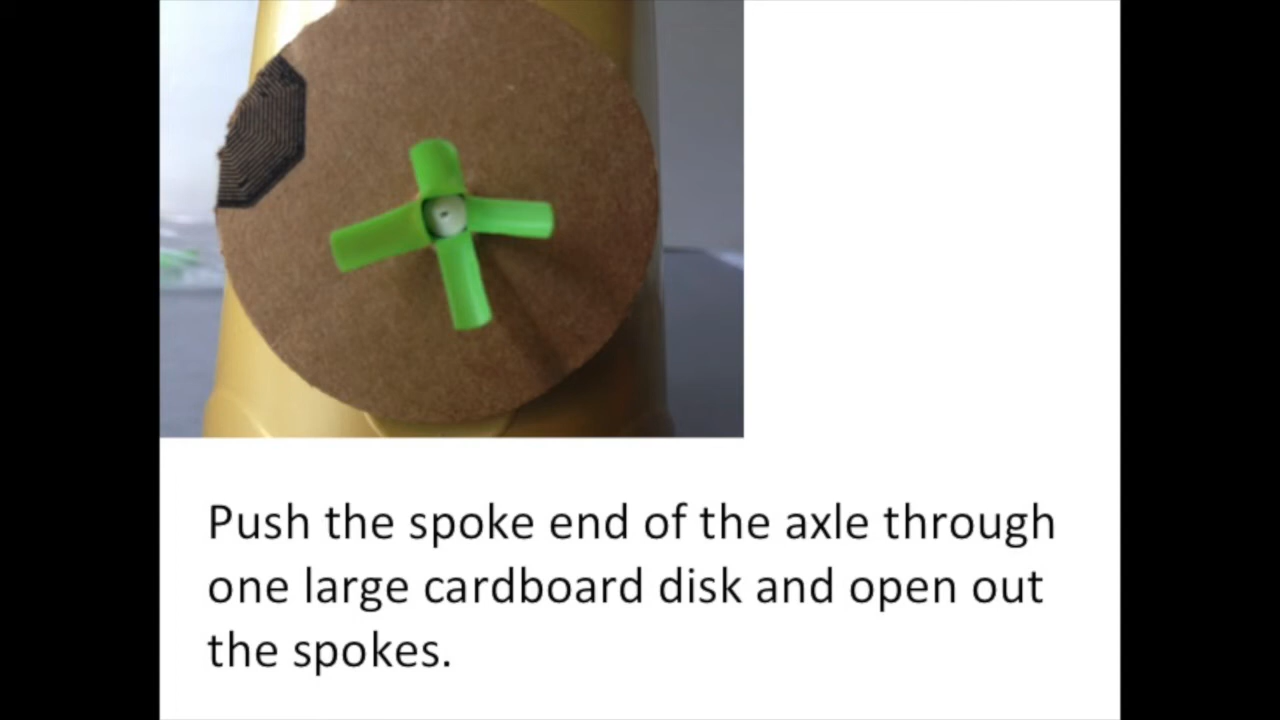 Push the spoke end of the axle through
one large cardboard disk and open out
the spokes.